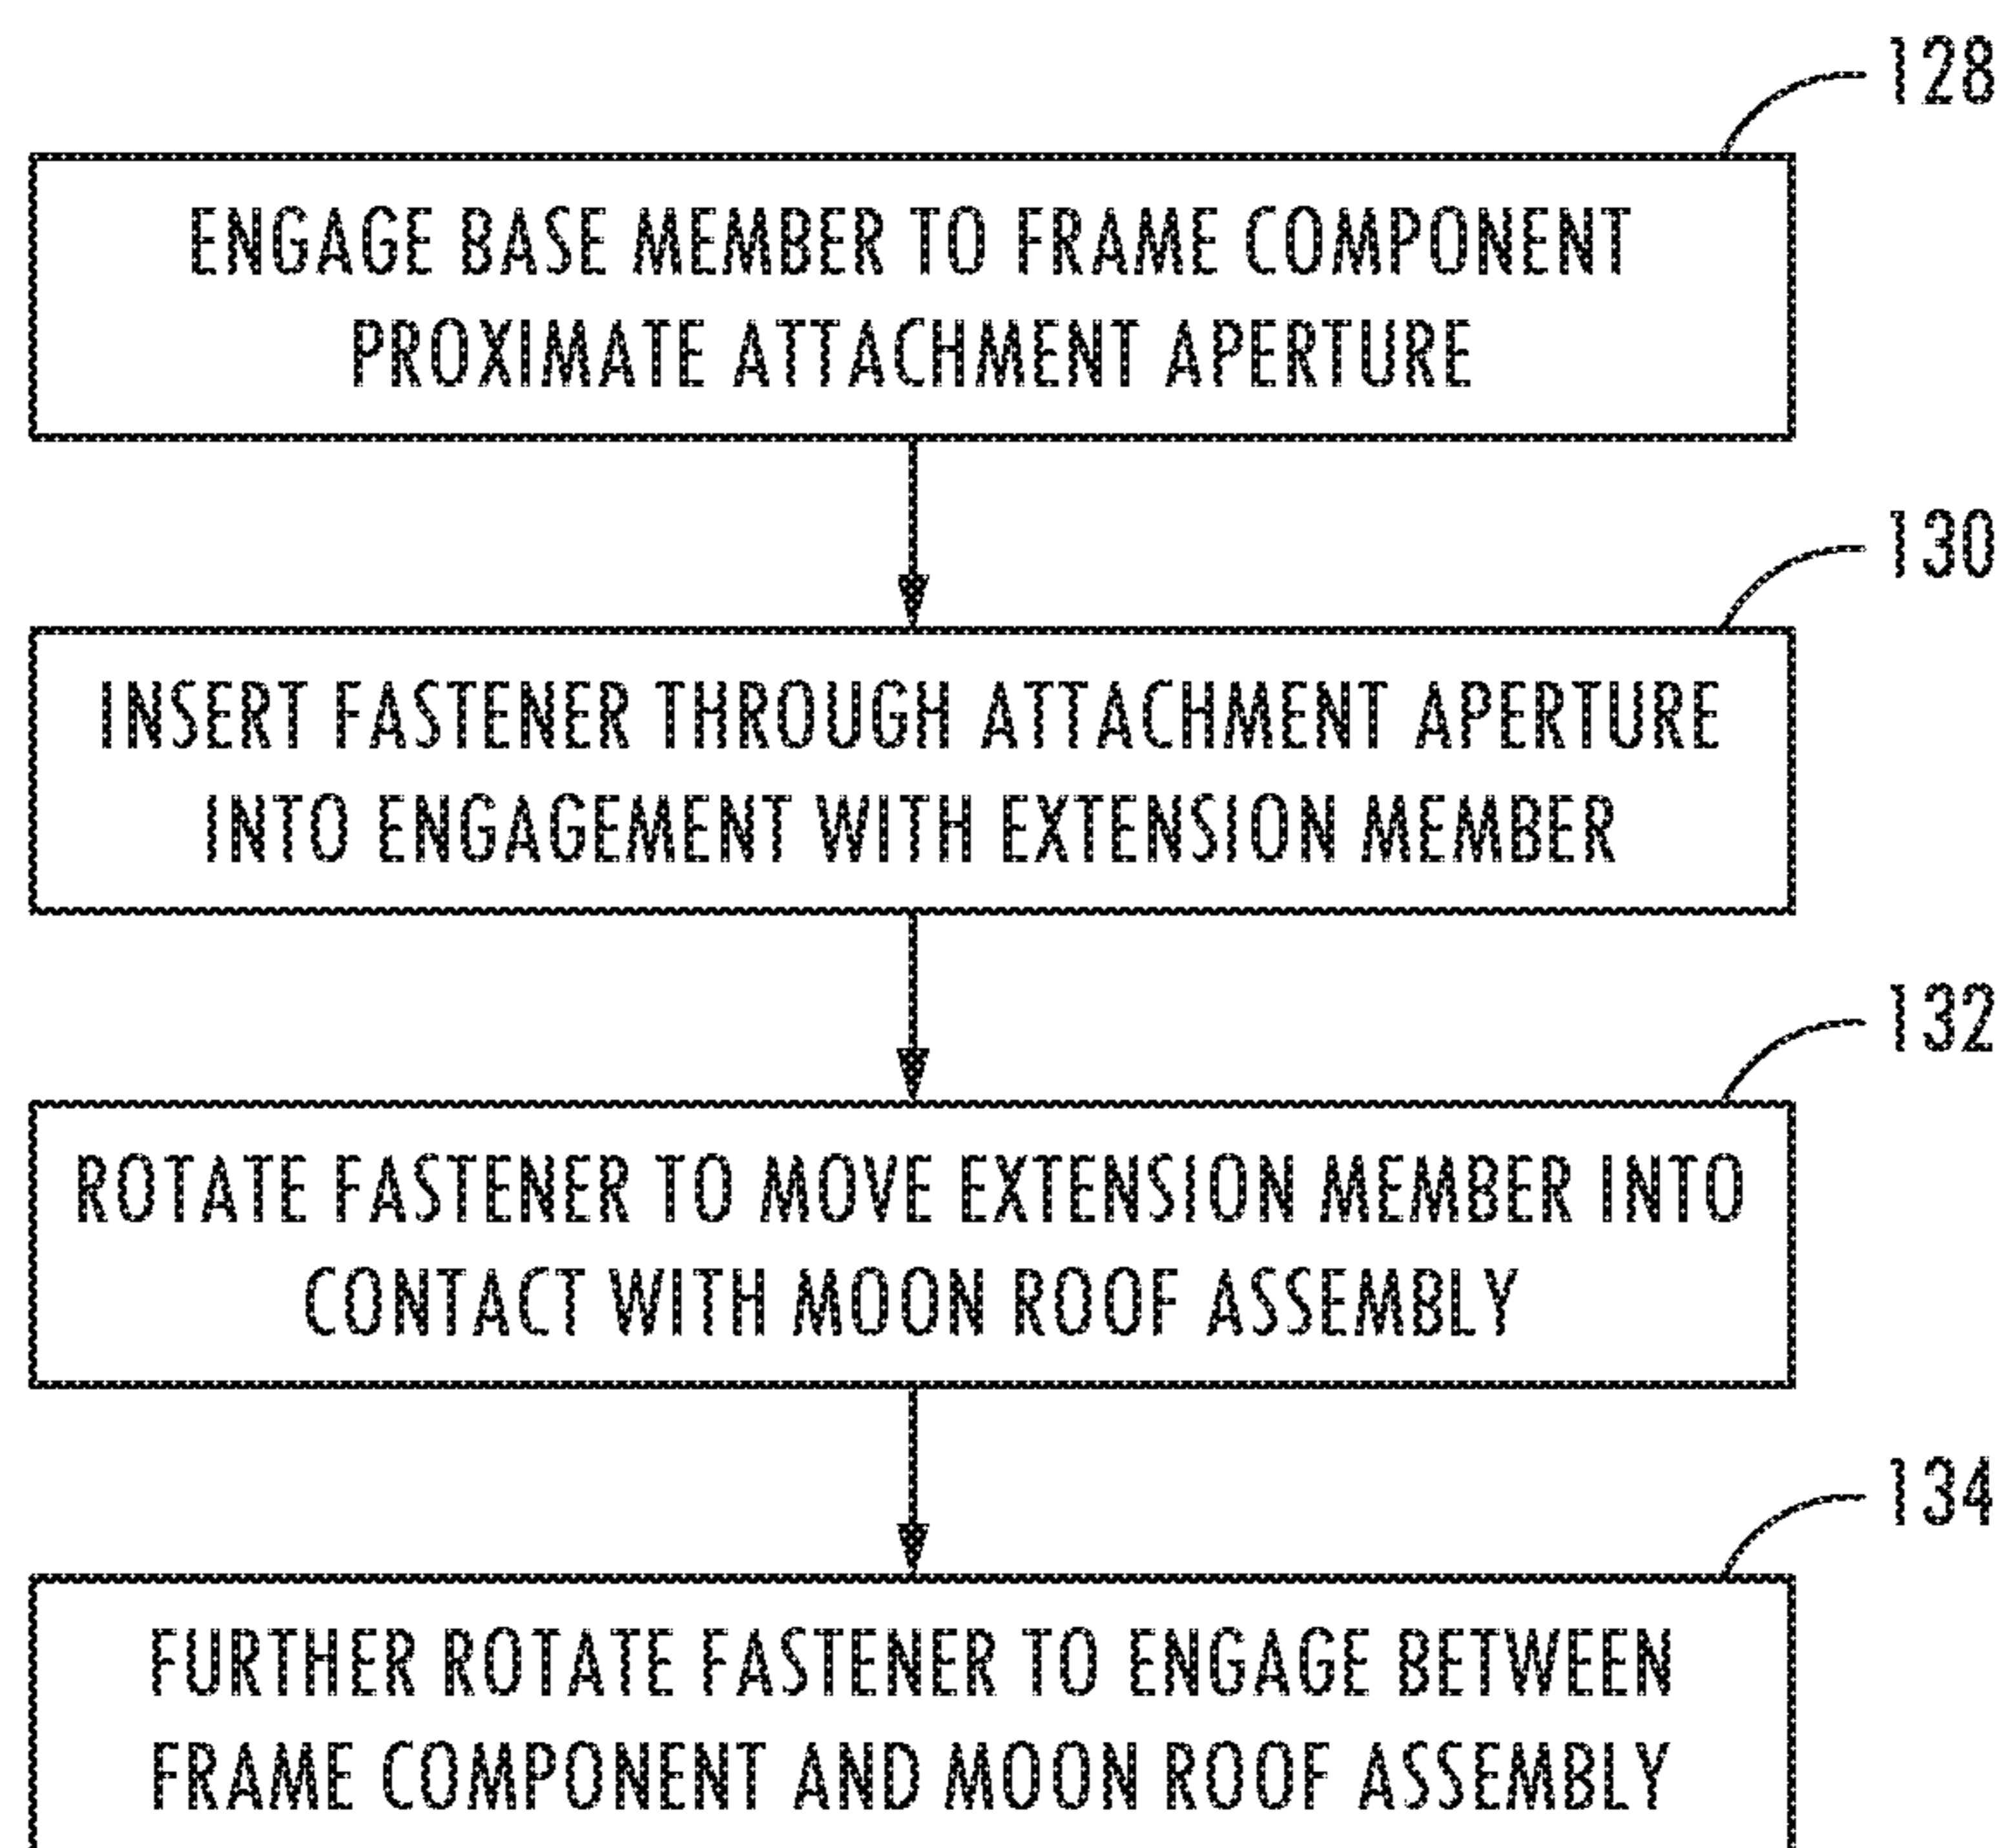 128
ENGAGE BASE MEMBER TO FRAME COMPONENT
PROXIMATE ATTACHMENT APERTURE
130
INSERT FASTENER THROUGH ATTACHMENT APERTURE
INTO ENGAGEMENT WITH EXTENSION MEMBER
132
ROTATE FASTENER TO MOVE EXTENSION MEMBER INTO
CONTACT WITH MOON ROOF ASSEMBLY
134
FURTHER ROTATE FASTENER TO ENGAGE BETWEEN
FRAME COMPONENT AND MOON ROOF ASSEMBLY